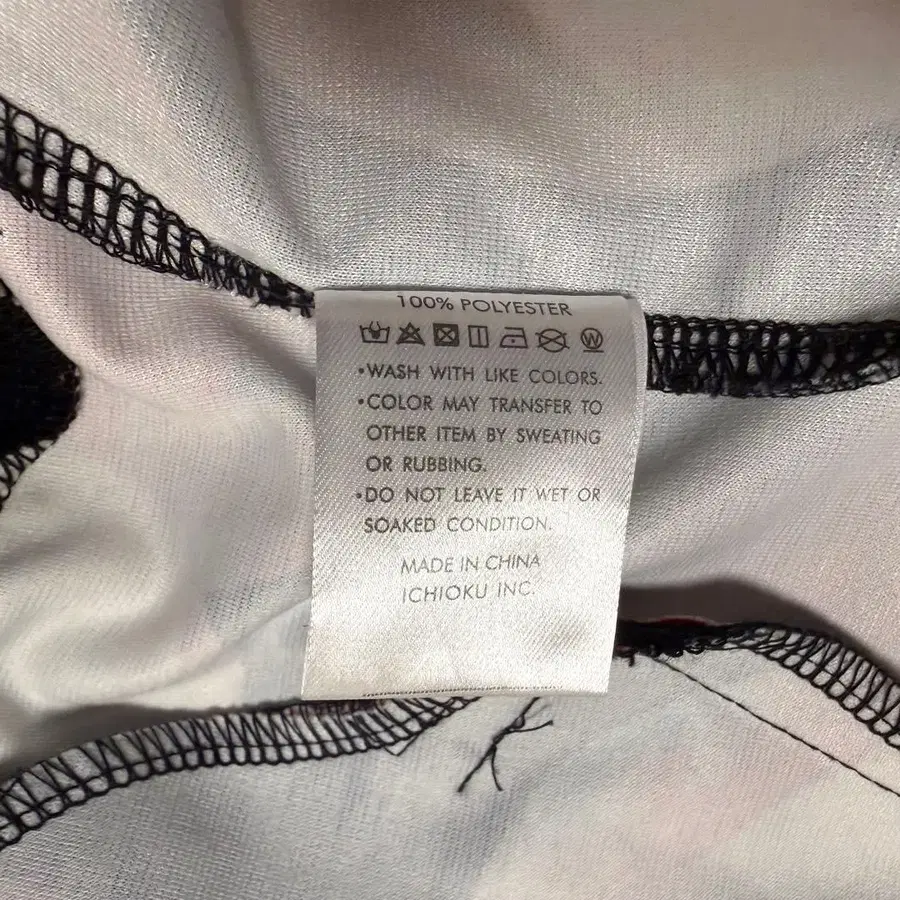 100% POLYESTER
W
•WASH WITH LIKE COLORS.
•COLOR MAY TRANSFER TO
OTHER ITEM BY SWEATING
OR RUBBING.
•DO NOT LEAVE IT WET OR
SOAKED CONDITION.
MADE IN CHINA
ICHIOKU INC.